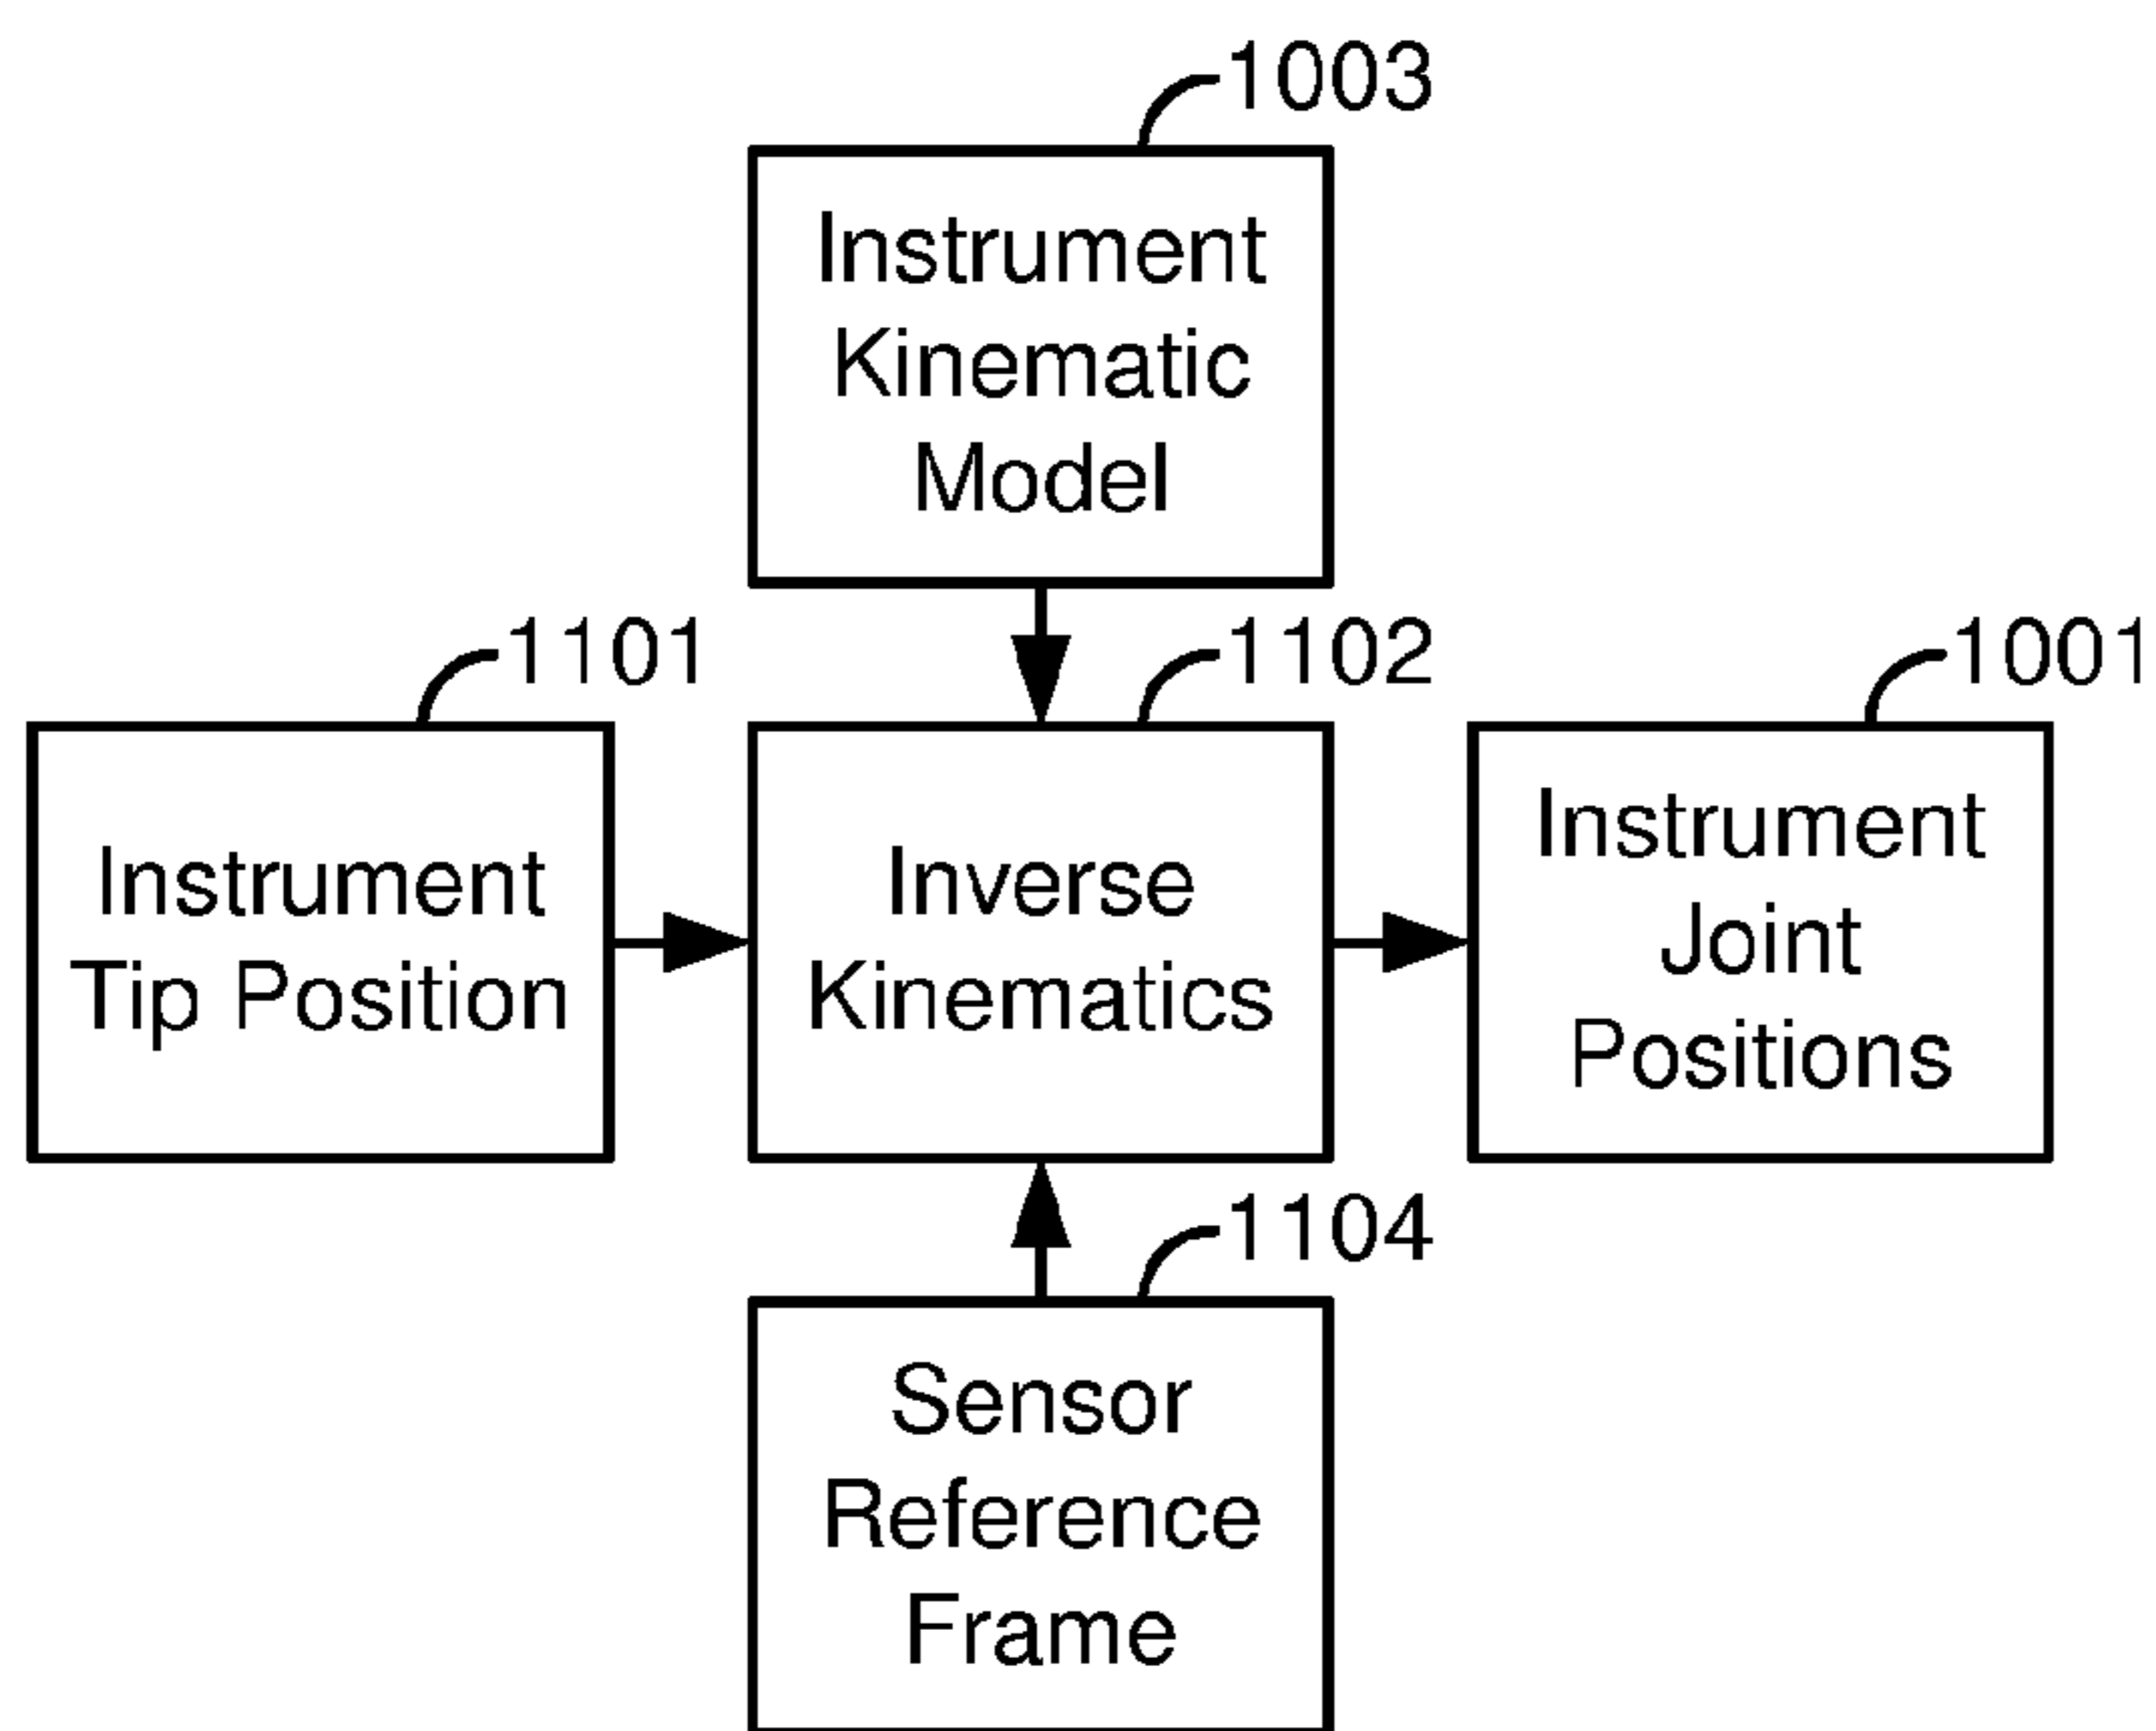 1003
Instrument
Kinematic
Model
1101
1102
1001
Instrument
Tip Position
Inverse
Kinematics
Instrument
Joint
Positions
1104
Sensor
Reference
Frame